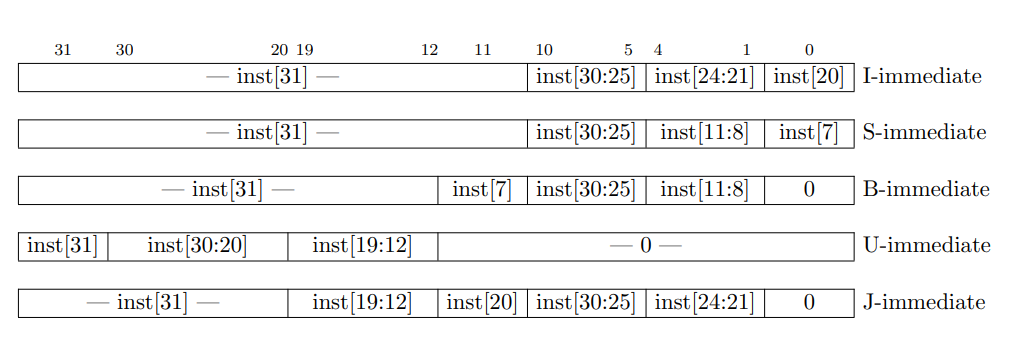 31 30 20 19 12 11 10 5 4 1 0
— inst[31] — inst[30:25] inst[24:21] inst[20] I-immediate
— inst[31] — inst[30:25] inst[11:8] inst[7] S-immediate
— inst[31] — inst[7] inst[30:25] inst[11:8] 0 B-immediate
inst[31] inst[30:20] inst[19:12] — 0 — U-immediate
— inst[31] — inst[19:12] inst[20] inst[30:25] inst[24:21] 0 J-immediate